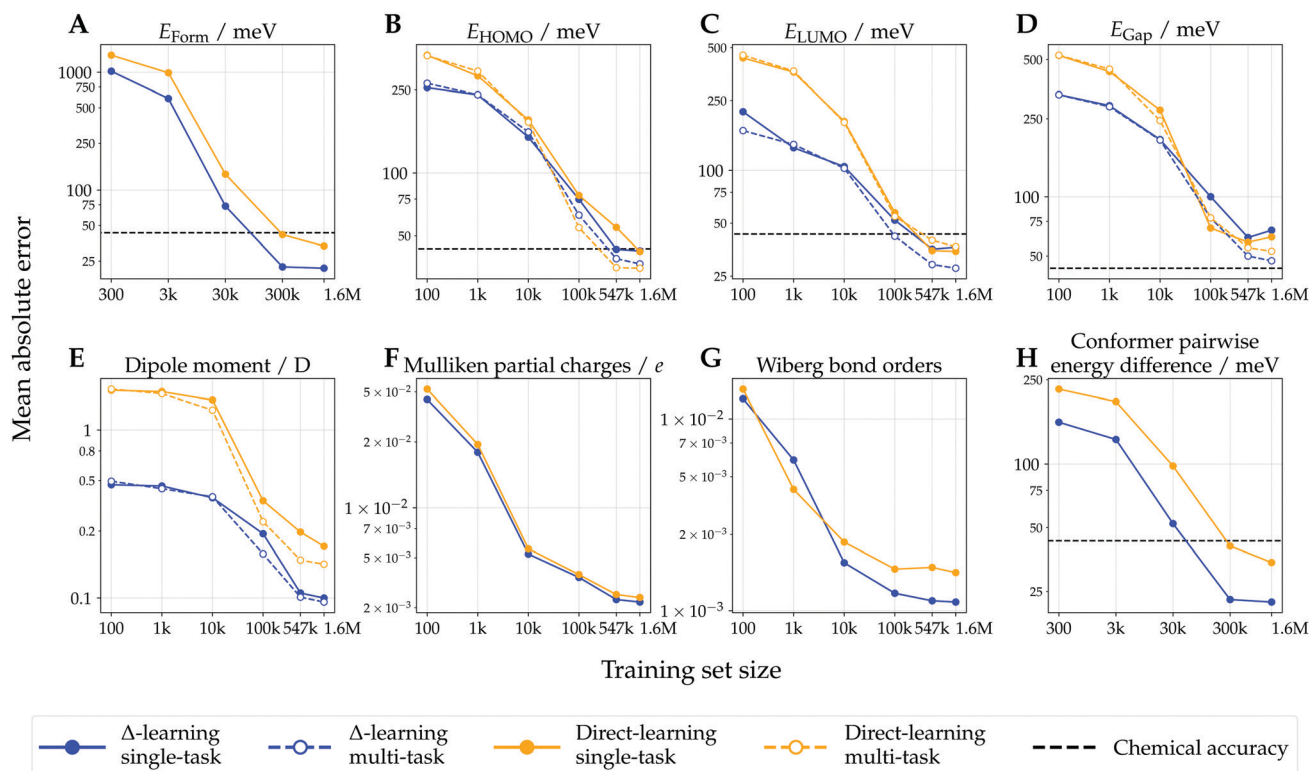 A
E_Form / meV
1000
750
500
250
100
75
50
25
300
3k
30k
300k
1.6M
B
E_HOMO / meV
250
100
75
50
100
1k
10k
100k
547k
1.6M
C
E_LUMO / meV
500
250
100
75
50
25
100
1k
10k
100k
547k
1.6M
D
E_Gap / meV
500
250
100
75
50
100
1k
10k
100k
547k
1.6M
Mean absolute error
E
Dipole moment / D
1
0.8
0.5
0.2
0.1
100
1k
10k
100k
547k
1.6M
F
Mulliken partial charges / e
5 × 10⁻²
2 × 10⁻²
1 × 10⁻²
7 × 10⁻³
5 × 10⁻³
3 × 10⁻³
2 × 10⁻³
100
1k
10k
100k
547k
1.6M
G
Wiberg bond orders
1 × 10⁻²
7 × 10⁻³
5 × 10⁻³
2 × 10⁻³
1 × 10⁻³
100
1k
10k
100k
547k
1.6M
H
Conformer pairwise
energy difference / meV
250
100
75
50
25
300
3k
30k
300k
1.6M
Training set size
Δ-learning
single-task
Δ-learning
multi-task
Direct-learning
single-task
Direct-learning
multi-task
Chemical accuracy